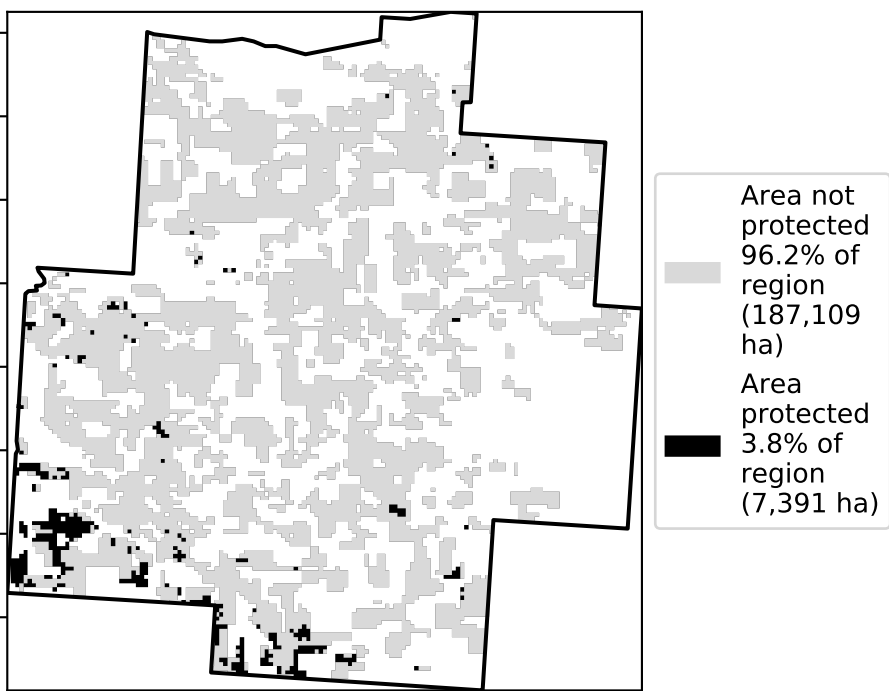 Area not
protected
96.2% of
region
(187,109
ha)
Area
protected
3.8% of
region
(7,391 ha)